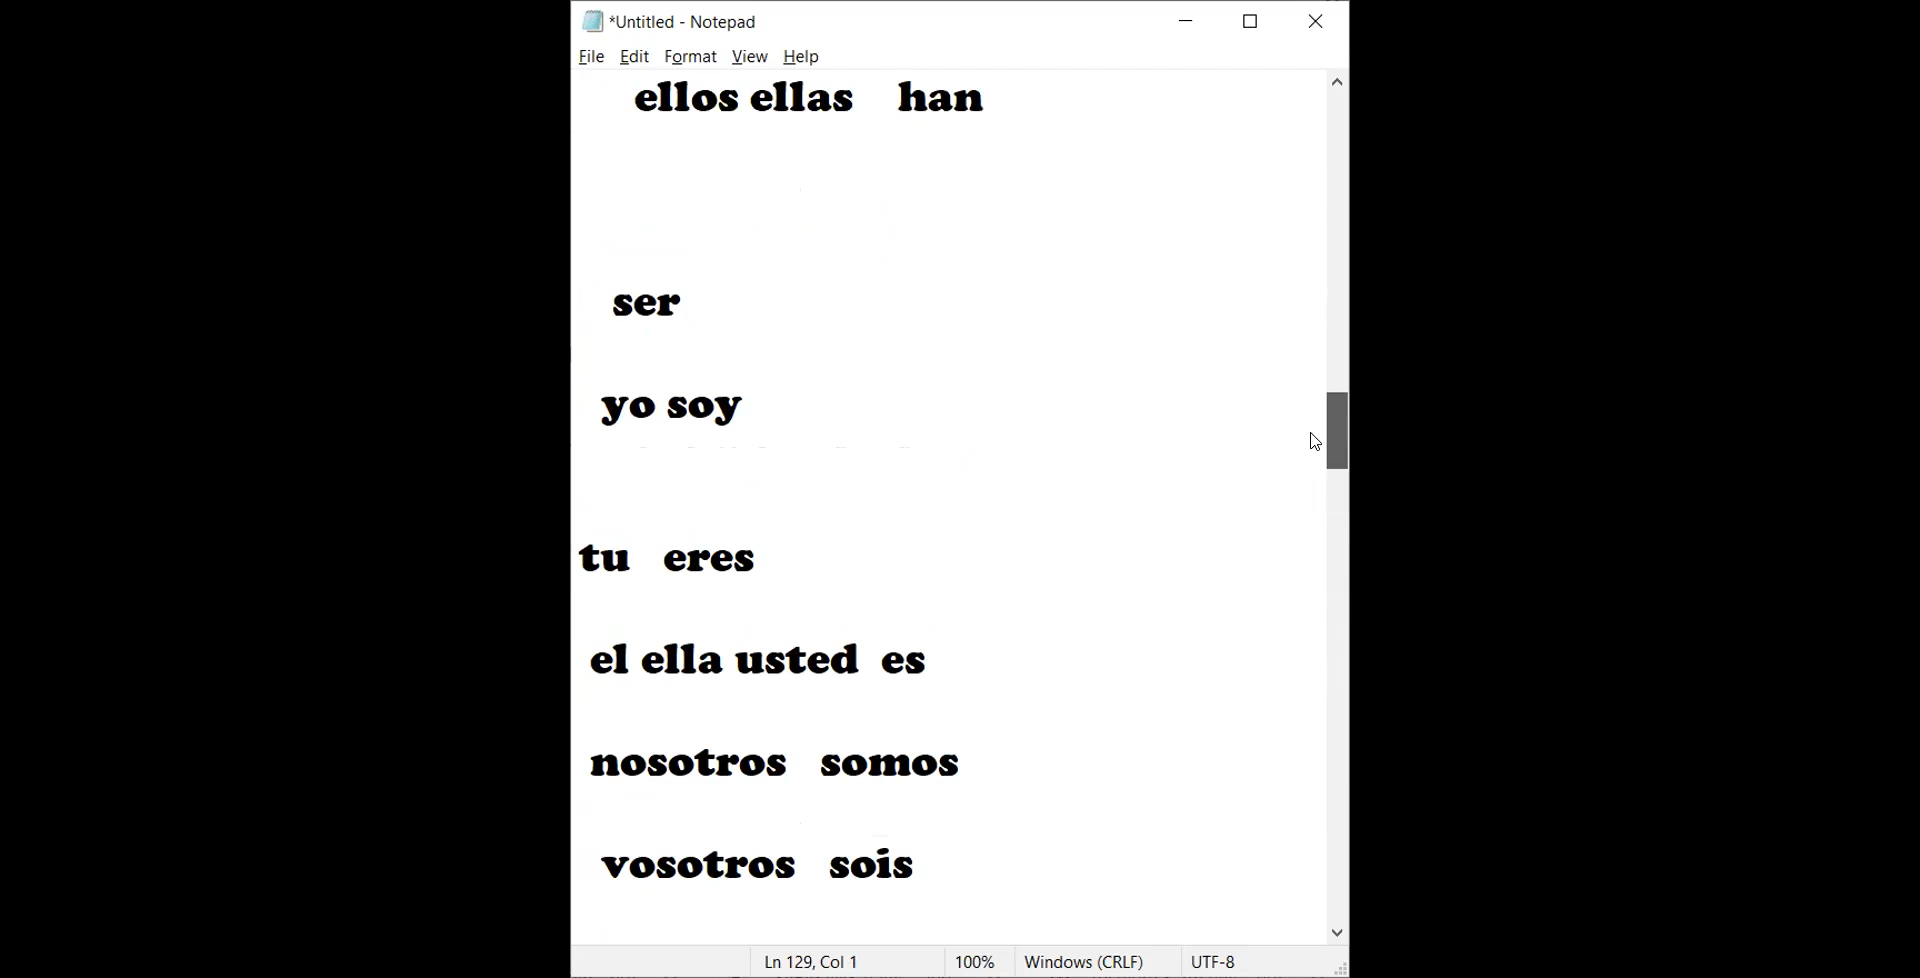 *Untitled - Notepad
File Edit Format View Help
ellos ellas han
ser
yo soy
tu eres
el ella usted es
nosotros somos
vosotros sois
Ln 129, Col 1 100% Windows (CRLF) UTF-8